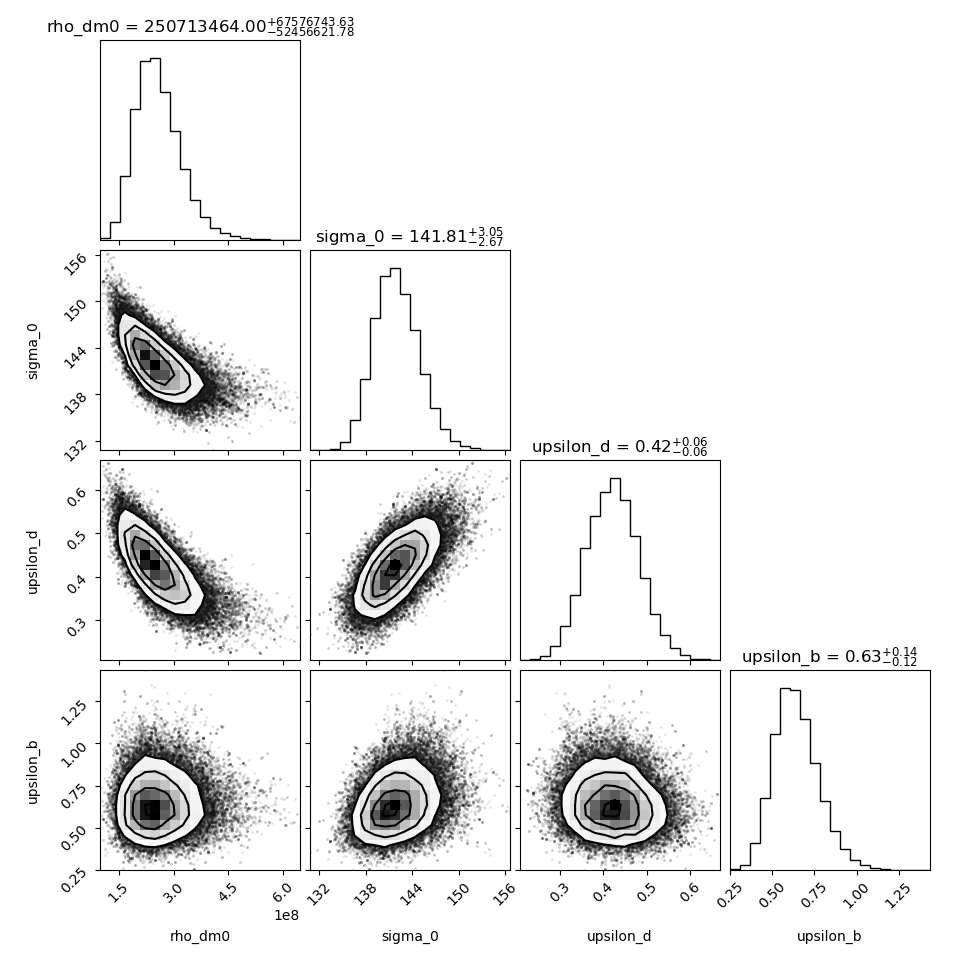 rho_dm0 = 250713464.00+67576743.63−52456621.78
sigma_0 = 141.81+3.05−2.67
156
150
144
138
132
sigma_0
upsilon_d = 0.42+0.06−0.06
0.6
0.5
0.4
0.3
upsilon_d
upsilon_b = 0.63+0.14−0.12
1.25
1.00
0.75
0.50
0.25
upsilon_b
1.5 3.0 4.5 6.0
1e8
132 138 144 150 156
0.3 0.4 0.5 0.6
0.25 0.50 0.75 1.00 1.25
rho_dm0 sigma_0 upsilon_d upsilon_b